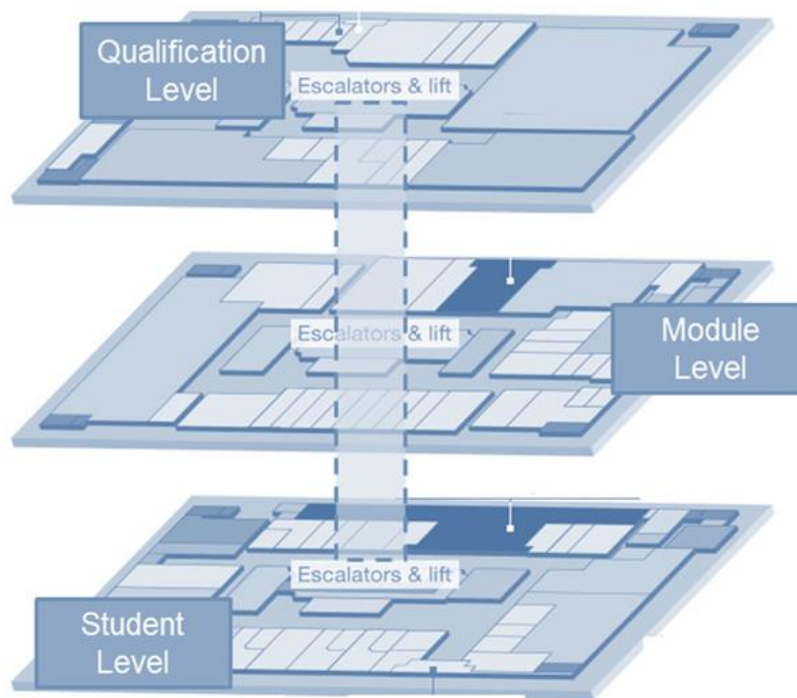 Qualification
Level
Escalators & lift
Escalators & lift
Module
Level
Escalators & lift
Student
Level